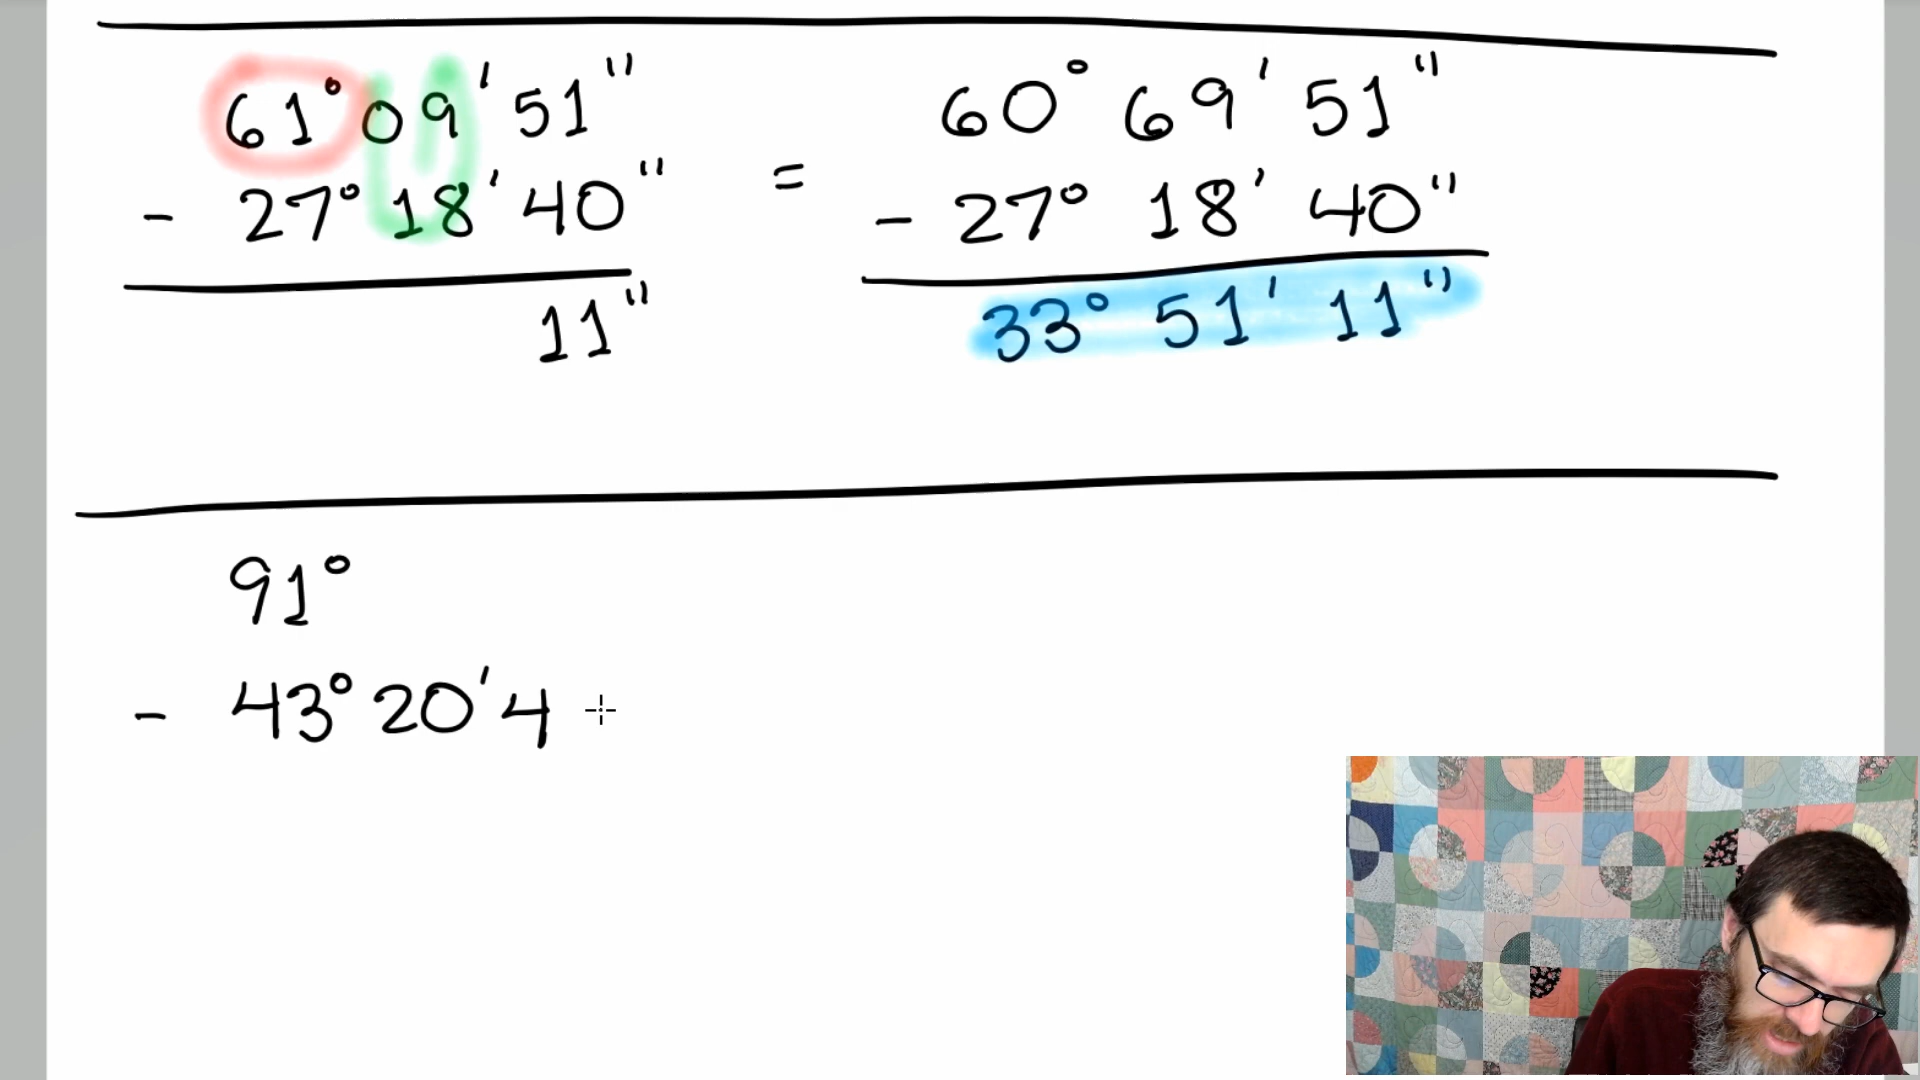 61° 09' 51" = 60° 69' 51"
- 27° 18' 40" - 27° 18' 40"
11" 33° 51' 11"
91°
- 43° 20' 4